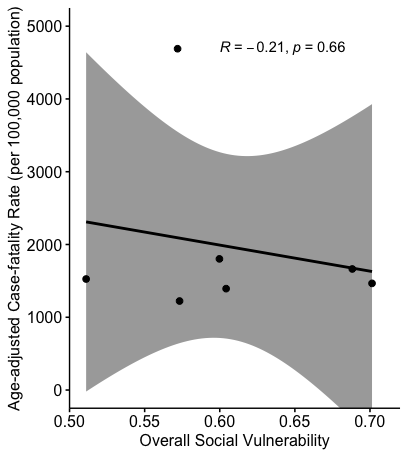 Age-adjusted Case-fatality Rate (per 100,000 population)
5000
4000
3000
2000
1000
0
R = −0.21, p = 0.66
0.50 0.55 0.60 0.65 0.70
Overall Social Vulnerability